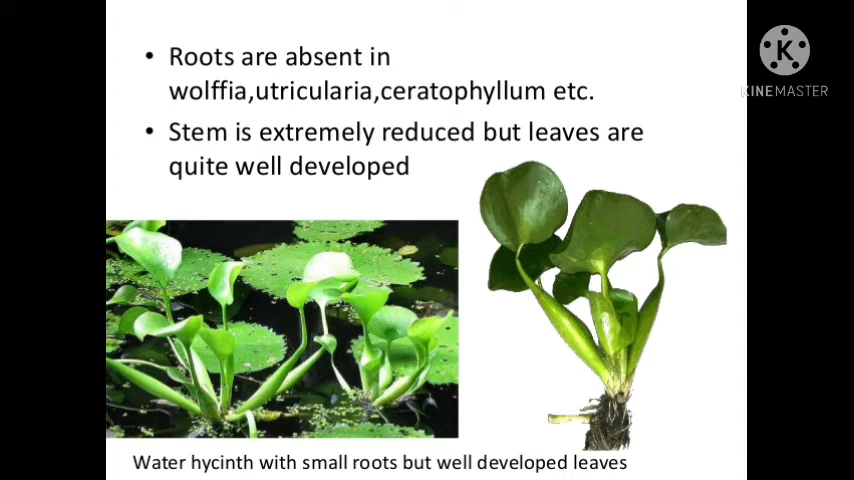 • Roots are absent in
wolffia,utricularia,ceratophyllum etc.
• Stem is extremely reduced but leaves are
quite well developed
Water hycinth with small roots but well developed leaves
K
KINEMASTER